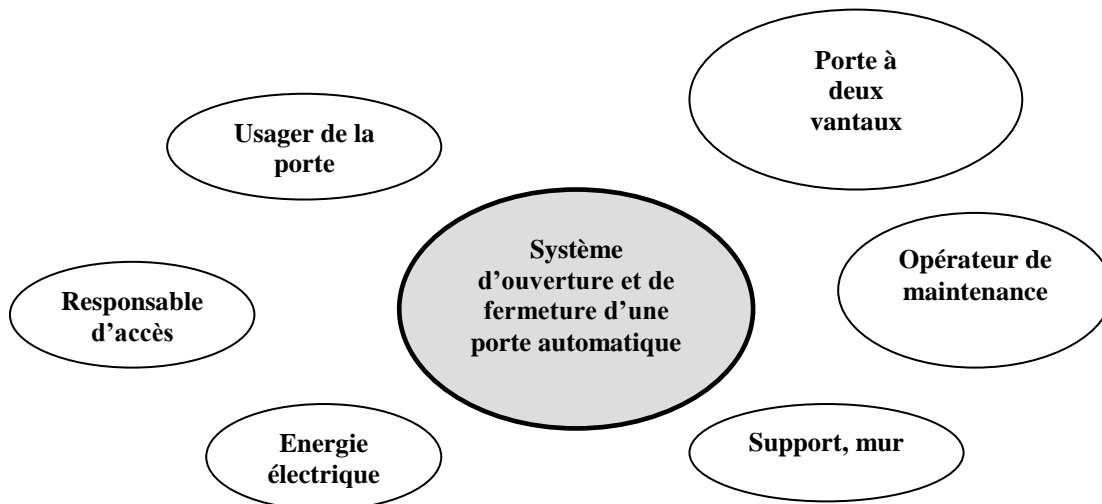 Porte à
deux
vantaux
Usager de la
porte
Système
d’ouverture et de
fermeture d’une
porte automatique
Opérateur de
maintenance
Responsable
d’accès
Energie
électrique
Support, mur